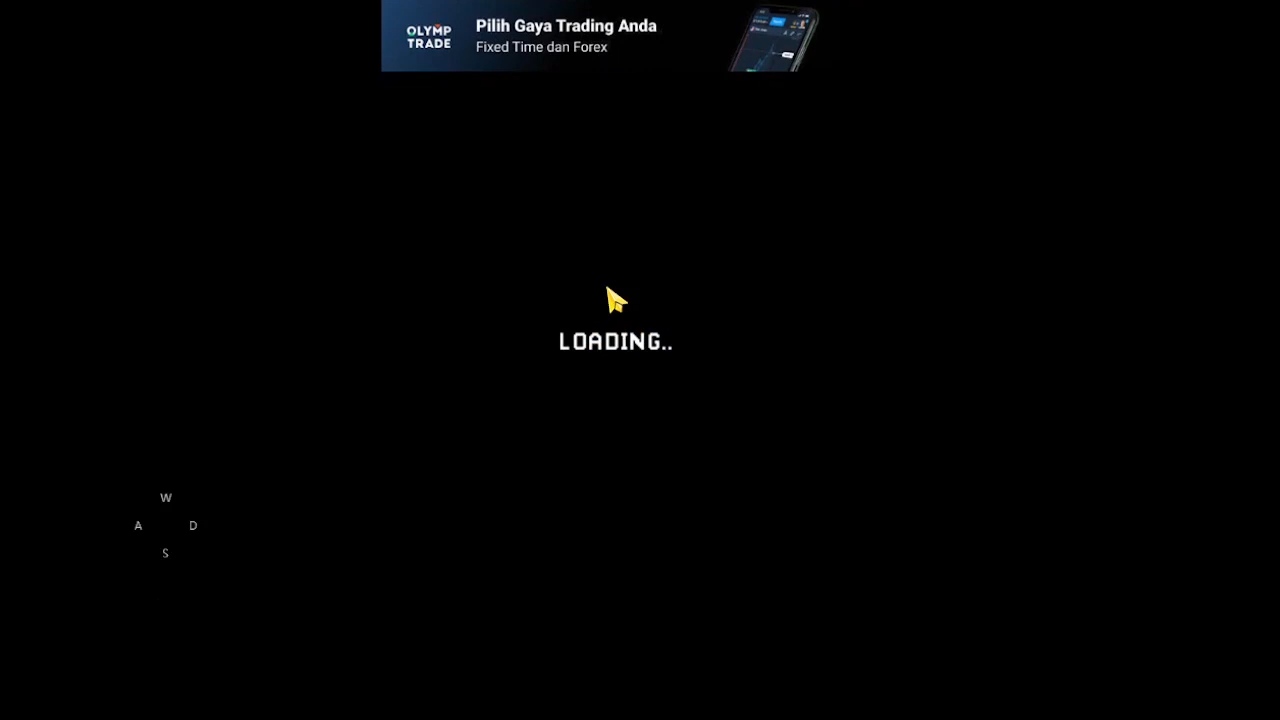 OLYMP
TRADE
Pilih Gaya Trading Anda
Fixed Time dan Forex
LOADING..
W
A D
S